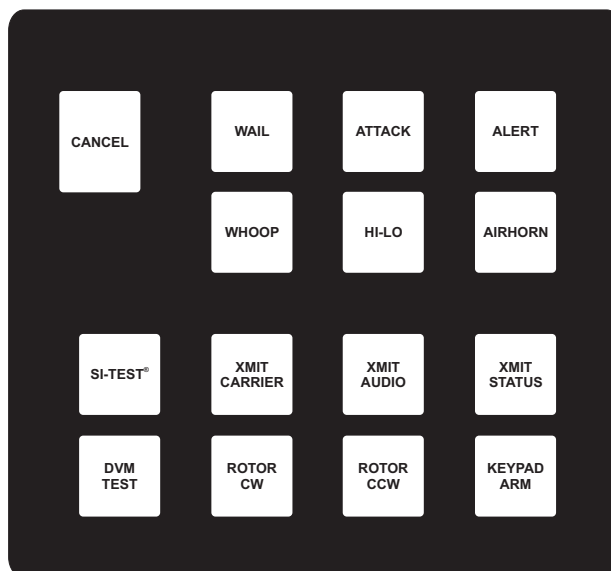 CANCEL
WAIL
ATTACK
ALERT
WHOOP
HI-LO
AIRHORN
SI-TEST®
XMIT
CARRIER
XMIT
AUDIO
XMIT
STATUS
DVM
TEST
ROTOR
CW
ROTOR
CCW
KEYPAD
ARM